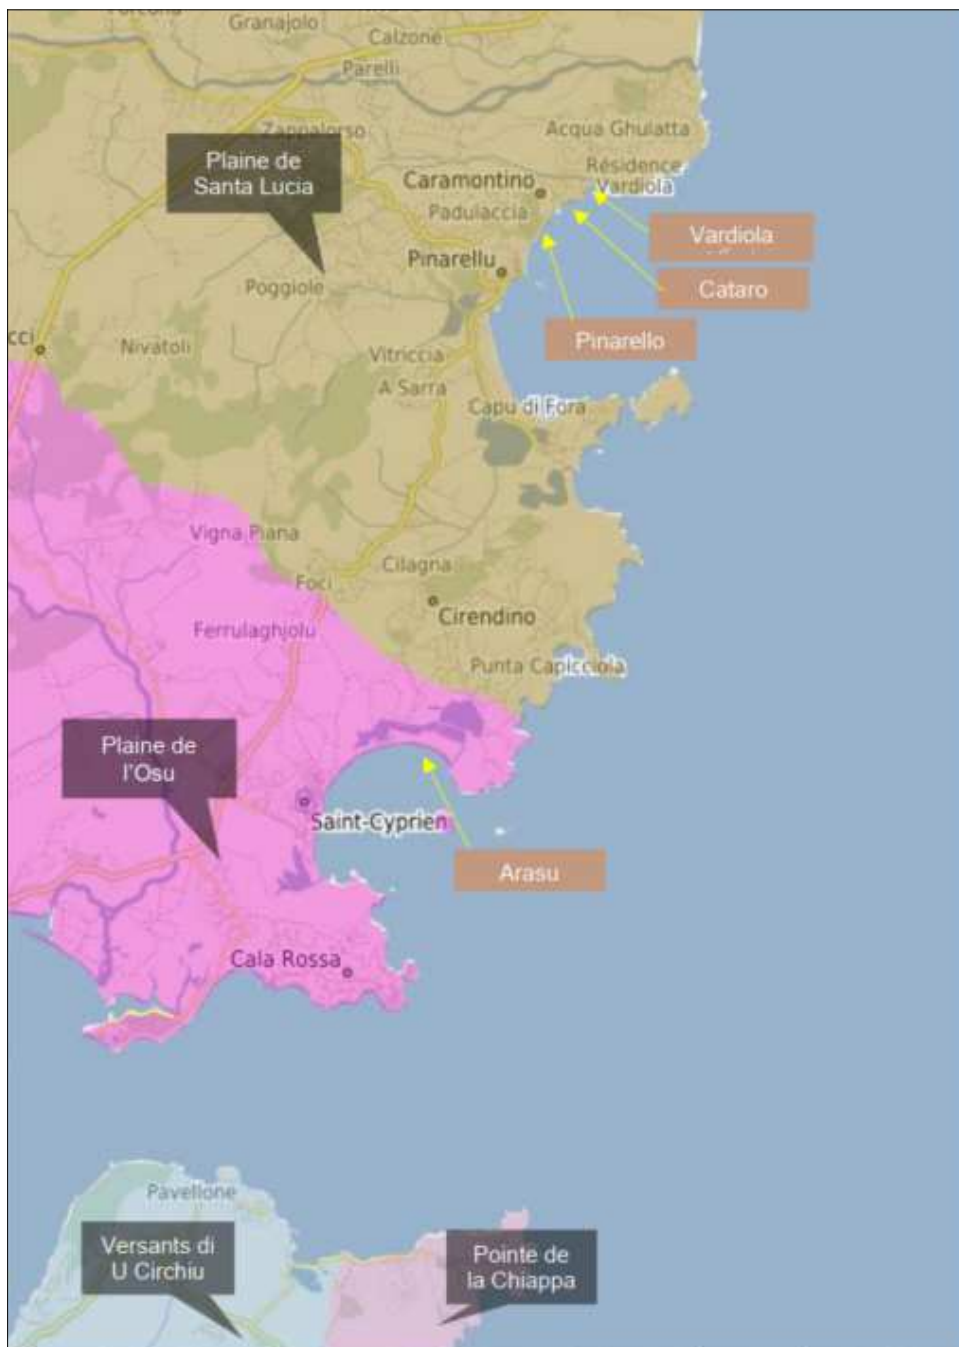 Granajolo
Calzone
Parelli
Zappalorso
Acqua Ghiatta
Plaine de
Santa Lucia
Résidence
Vardiola
Caramontino
Padulaccia
Vardiola
Pinarellu
Cataro
Poggiole
cci
Nivatoli
Pinarello
Vitriccia
A Sarra
Capu di Fora
Vigna Piana
Cilagna
Foci
Cirendino
Ferrulaghjolu
Punta Capicciola
Plaine de
l'Osu
Saint-Cyprien
Arasu
Cala Rossa
Pavellone
Versants di
U Circhiu
Pointe de
la Chiappa